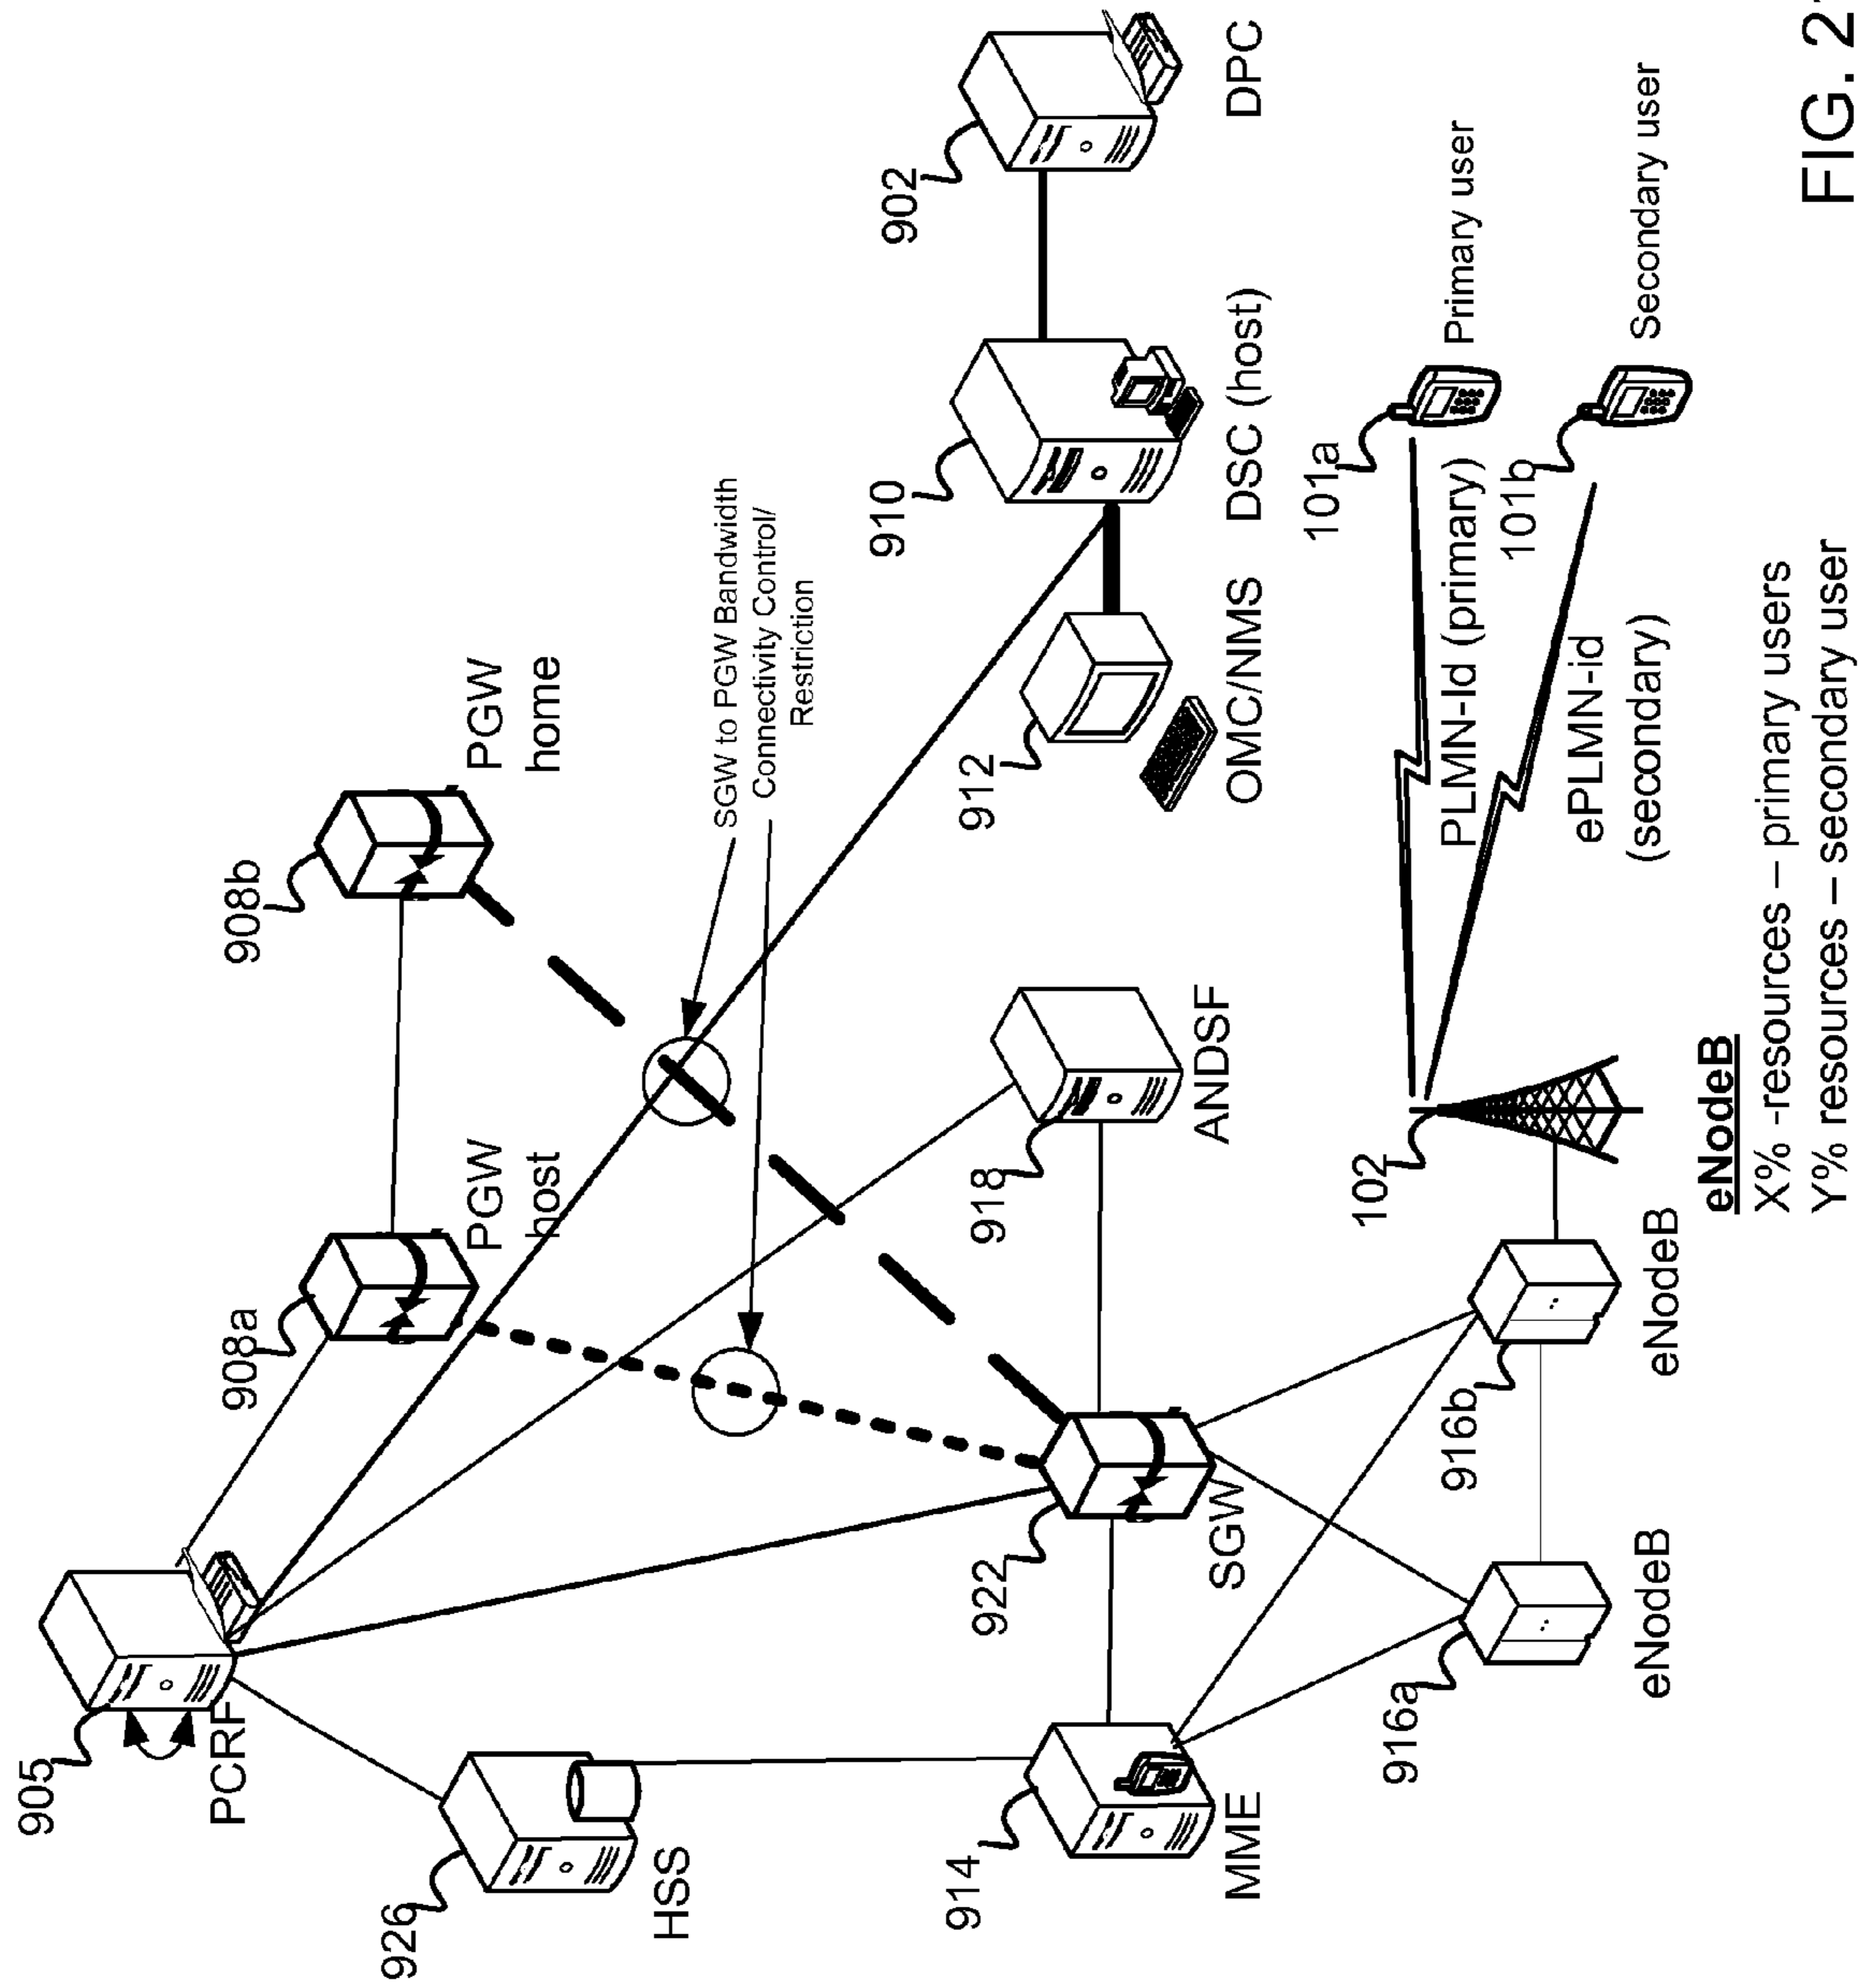 905
PCRF
908a
PGW
host
908b
PGW
home
SGW to PGW Bandwidth
Connectivity Control/
Restriction
926
HSS
914
MME
922
SGW
918
ANDSF
912
OMC/NMS
910
DSC (host)
902
DPC
916a
eNodeB
916b
eNodeB
102
101a
Primary user
PLMN-Id (primary)
101b
Secondary user
ePLMN-id
(secondary)
eNodeB
X% -resources – primary users
Y% resources – secondary user